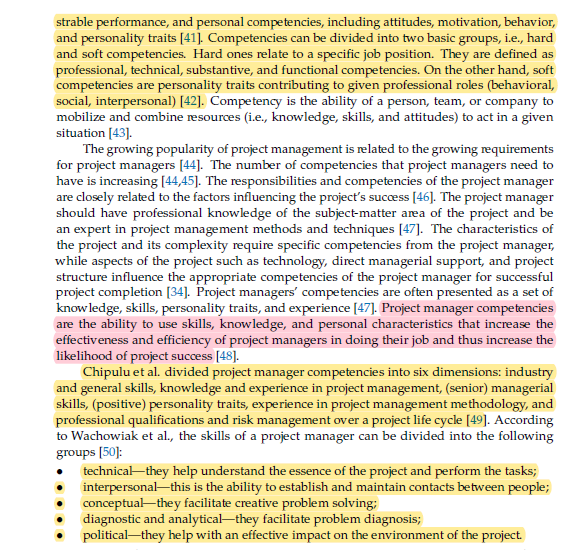 strable performance, and personal competencies, including attitudes, motivation, behavior,
and personality traits [41]. Competencies can be divided into two basic groups, i.e., hard
and soft competencies. Hard ones relate to a specific job position. They are defined as
professional, technical, substantive, and functional competencies. On the other hand, soft
competencies are personality traits contributing to given professional roles (behavioral,
social, interpersonal) [42]. Competency is the ability of a person, team, or company to
mobilize and combine resources (i.e., knowledge, skills, and attitudes) to act in a given
situation [43].
The growing popularity of project management is related to the growing requirements
for project managers [44]. The number of competencies that project managers need to
have is increasing [44,45]. The responsibilities and competencies of the project manager
are closely related to the factors influencing the project's success [46]. The project manager
should have professional knowledge of the subject-matter area of the project and be
an expert in project management methods and techniques [47]. The characteristics of
the project and its complexity require specific competencies from the project manager,
while aspects of the project such as technology, direct managerial support, and project
structure influence the appropriate competencies of the project manager for successful
project completion [34]. Project managers' competencies are often presented as a set of
knowledge, skills, personality traits, and experience [47]. Project manager competencies
are the ability to use skills, knowledge, and personal characteristics that increase the
effectiveness and efficiency of project managers in doing their job and thus increase the
likelihood of project success [48].
Chipulu et al. divided project manager competencies into six dimensions: industry
and general skills, knowledge and experience in project management, (senior) managerial
skills, (positive) personality traits, experience in project management methodology, and
professional qualifications and risk management over a project life cycle [49]. According
to Wachowiak et al., the skills of a project manager can be divided into the following
groups [50]:
• technical—they help understand the essence of the project and perform the tasks;
• interpersonal—this is the ability to establish and maintain contacts between people;
• conceptual—they facilitate creative problem solving;
• diagnostic and analytical—they facilitate problem diagnosis;
• political—they help with an effective impact on the environment of the project.